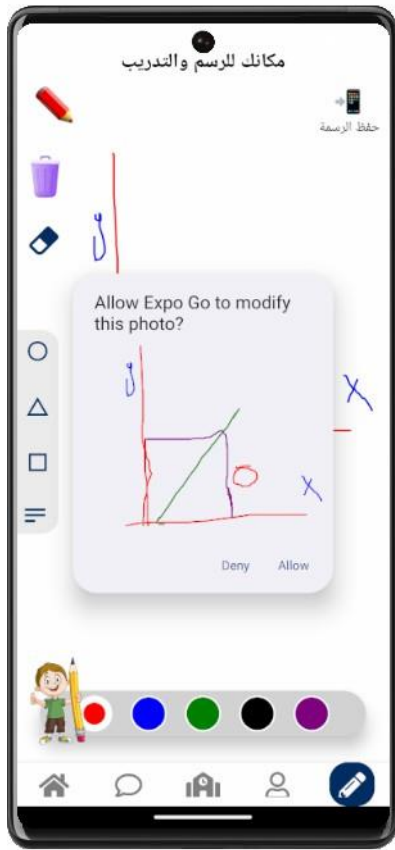 مكانك للرسم والتدريب
حفظ الرسمة
y
Allow Expo Go to modify
this photo?
y
x
x
Deny Allow